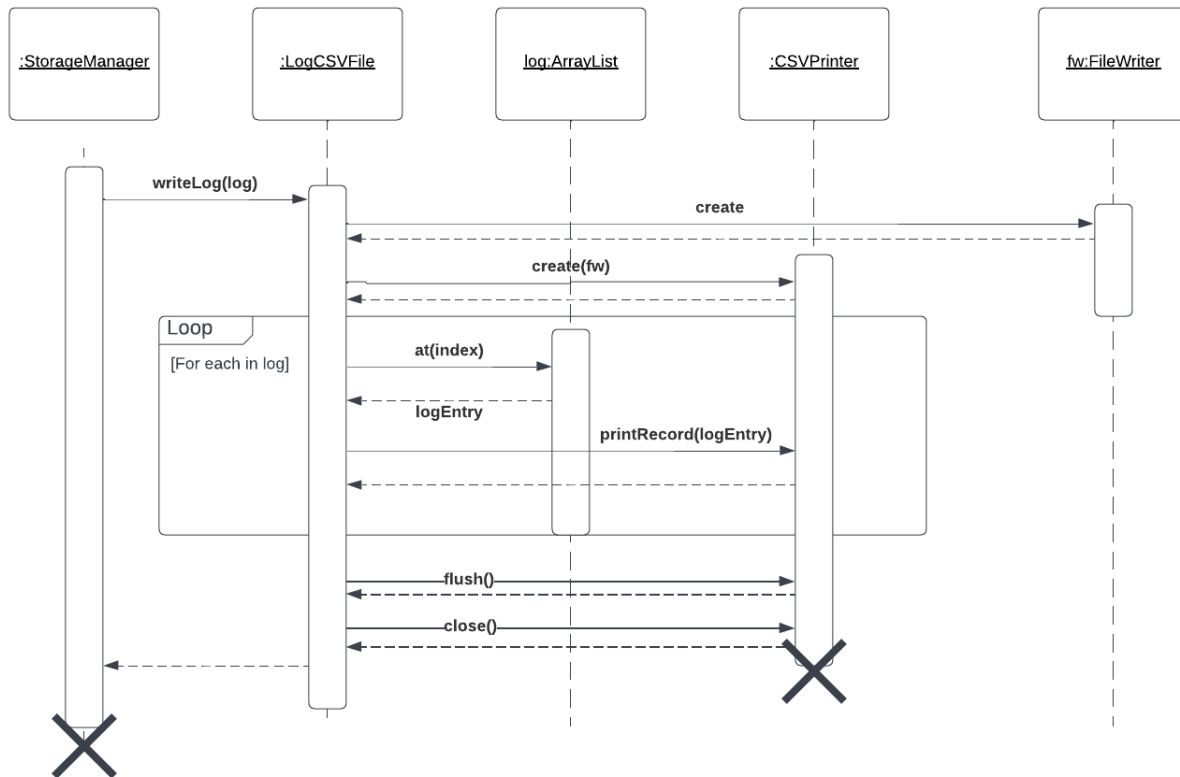 :StorageManager
:LogCSVFile
log:ArrayList
:CSVPrinter
fw:FileWriter
writeLog(log)
create
create(fw)
Loop
[For each in log]
at(index)
logEntry
printRecord(logEntry)
flush()
close()